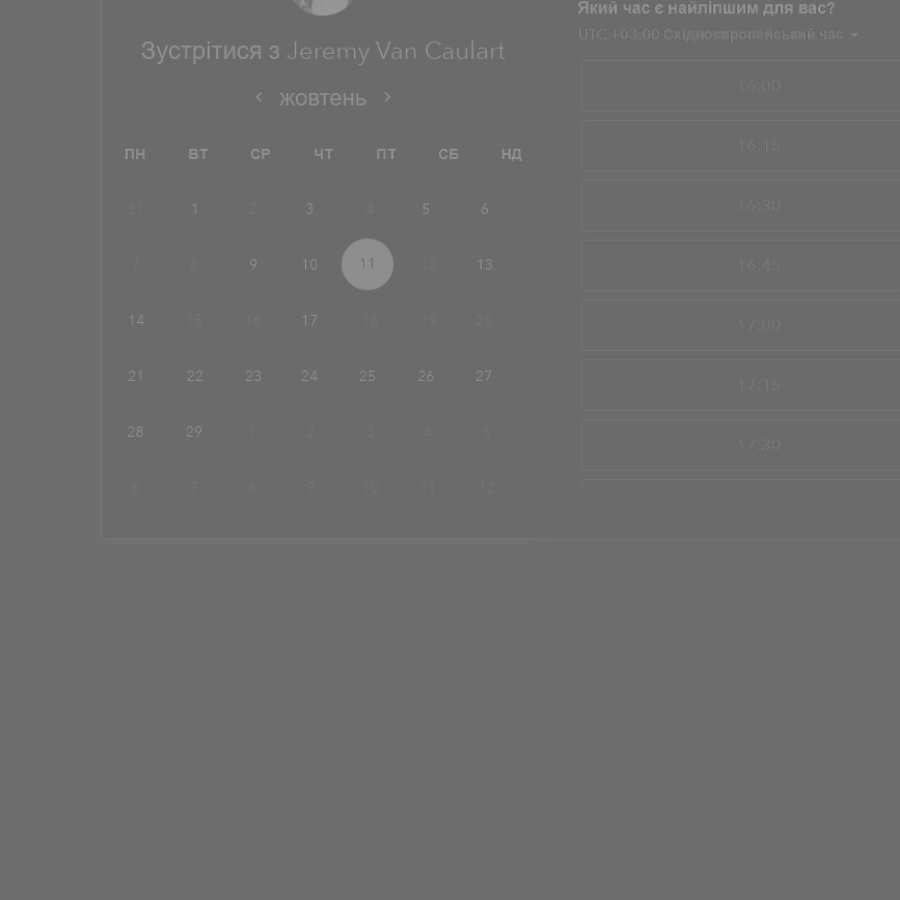 Зустрітися з Jeremy Van Caulart
жовтень
ПН ВТ СР ЧТ ПТ СБ НД
31 1 2 3 4 5 6
7 8 9 10 11 12 13
14 15 16 17 18 19 20
21 22 23 24 25 26 27
28 29 1 2 3 4 5
6 7 8 9 10 11 12
Який час є найліпшим для вас?
UTC +03:00 Східноєвропейський час
16:00
16:15
16:30
16:45
17:00
17:15
17:30